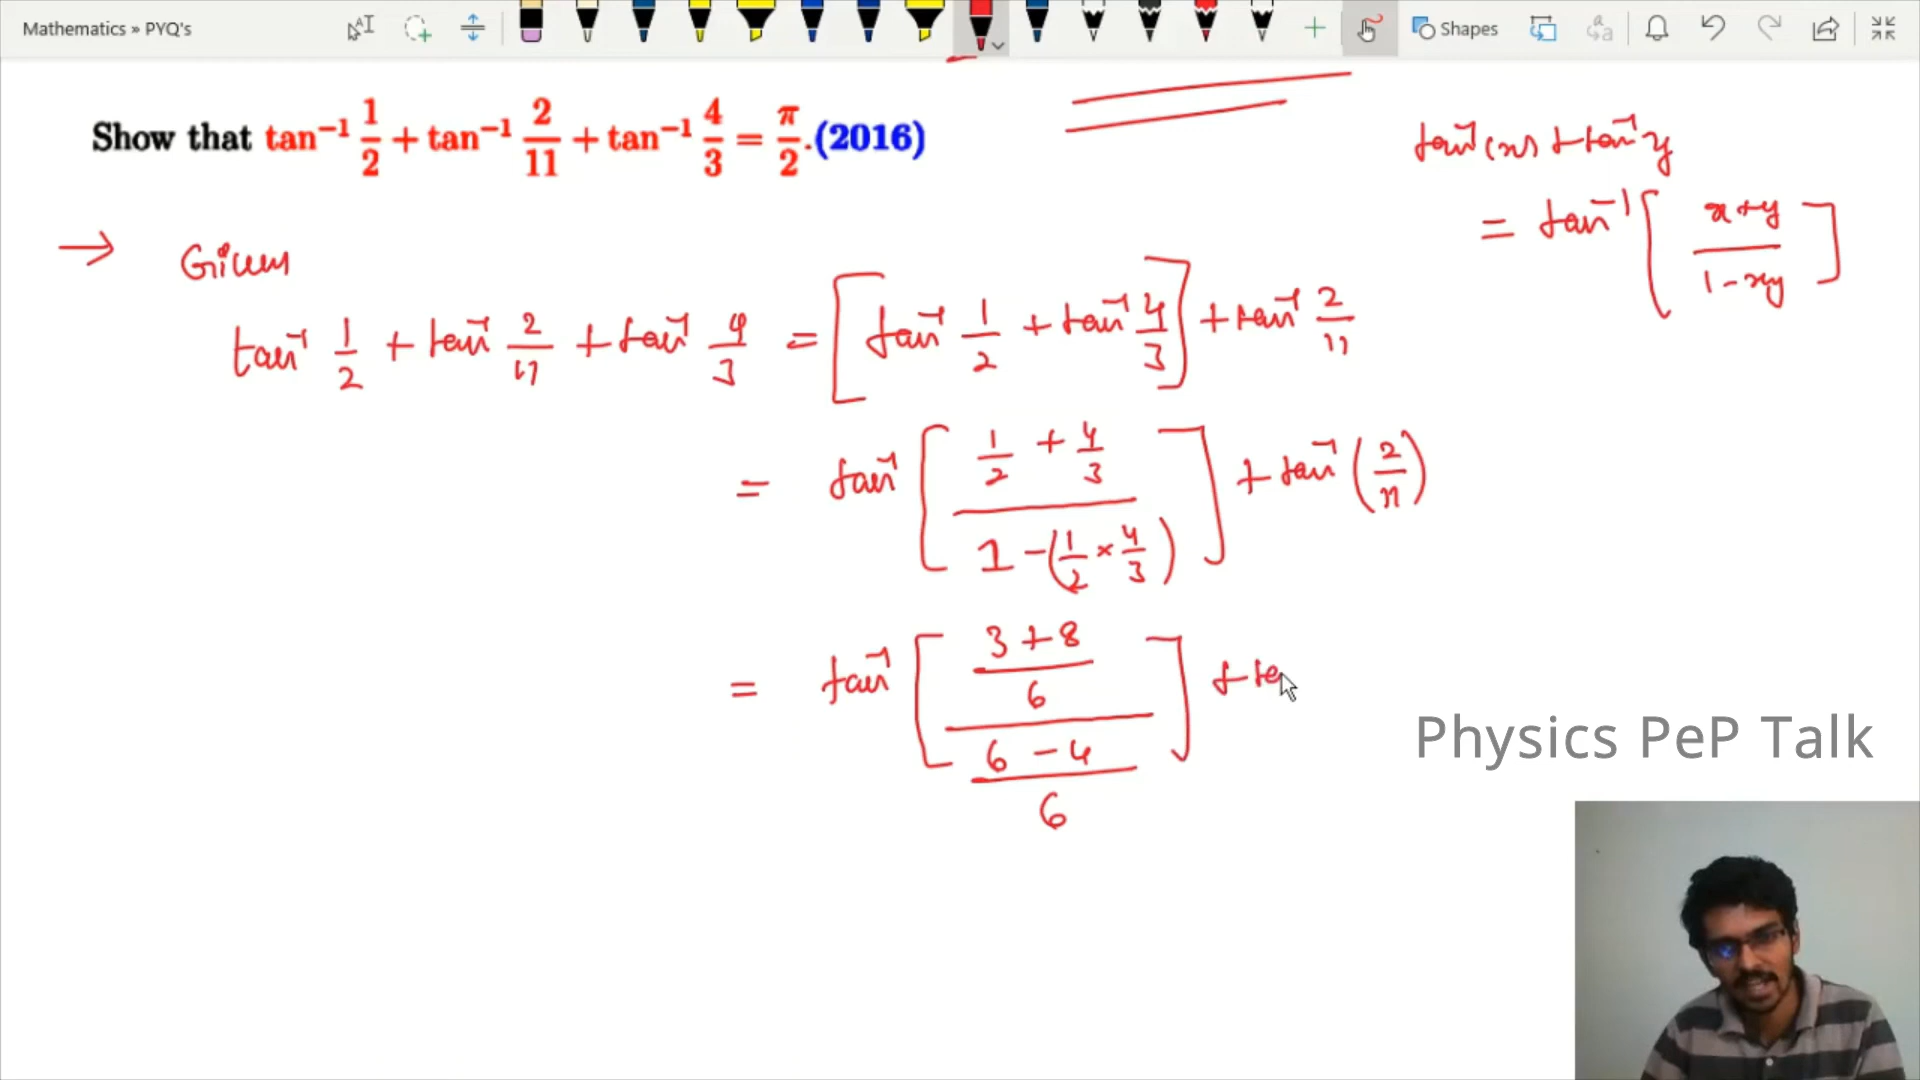 Mathematics » PYQ's
Shapes
Show that tan⁻¹ 1/2 + tan⁻¹ 2/11 + tan⁻¹ 4/3 = π/2.(2016)
tan⁻¹(x) + tan⁻¹ y
= tan⁻¹ [ (x+y)/(1-xy) ]
→ Given
tan⁻¹ 1/2 + tan⁻¹ 2/11 + tan⁻¹ 4/3 = [ tan⁻¹ 1/2 + tan⁻¹ 4/3 ] + tan⁻¹ 2/11
= tan⁻¹ [ (1/2 + 4/3) / (1 - (1/2 × 4/3)) ] + tan⁻¹ (2/11)
= tan⁻¹ [ ((3+8)/6) / ((6-4)/6) ] + ta
Physics PeP Talk